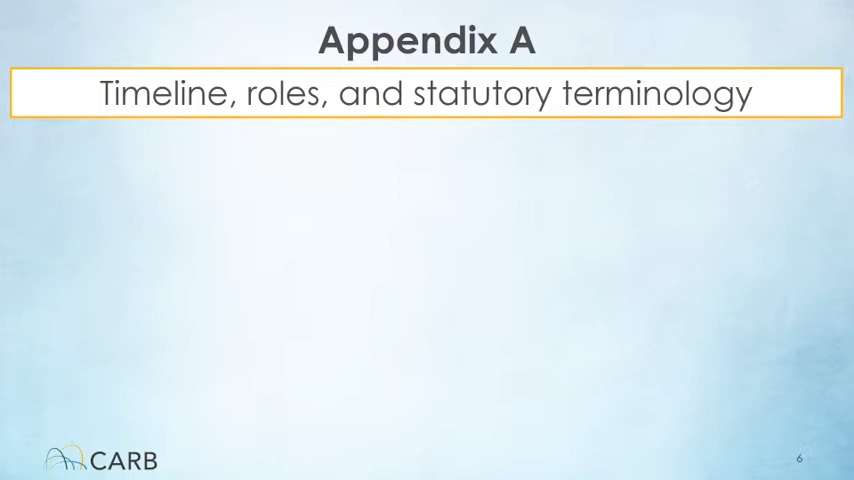 Appendix A
Timeline, roles, and statutory terminology
CARB
6